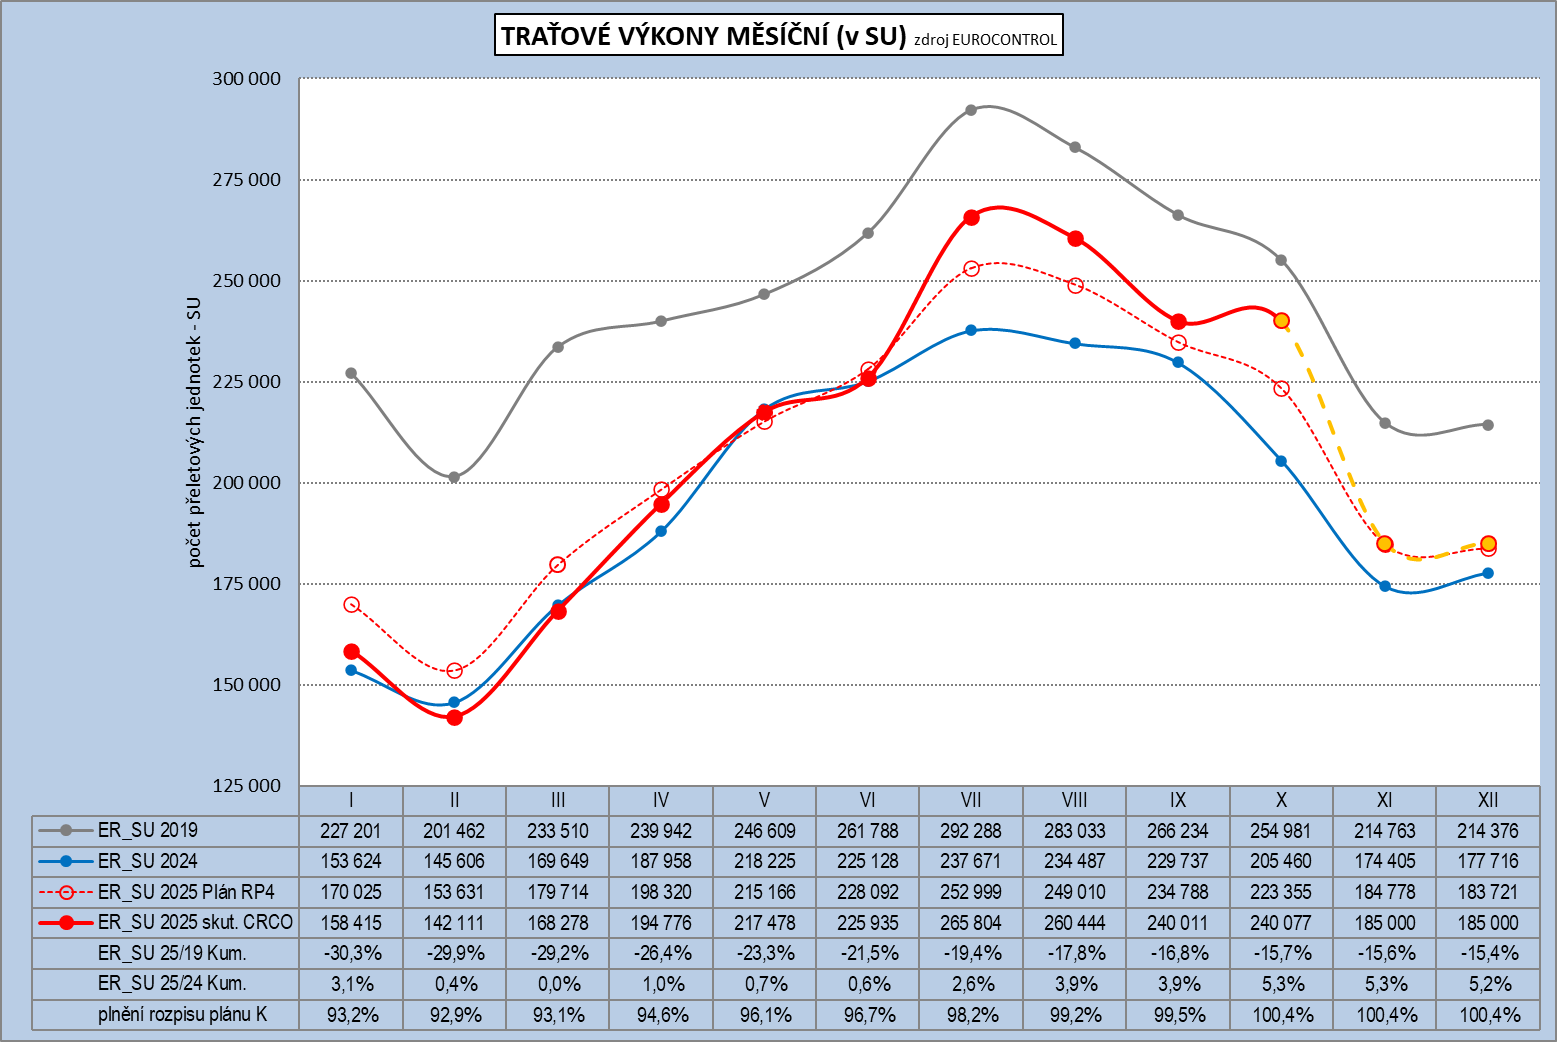 TRAŤOVÉ VÝKONY MĚSÍČNÍ (v SU) zdroj EUROCONTROL
300 000
275 000
250 000
225 000
200 000
175 000
150 000
125 000
počet přeletových jednotek - SU
I II III IV V VI VII VIII IX X XI XII
ER_SU 2019 227 201 201 462 233 510 239 942 246 609 261 788 292 288 283 033 266 234 254 981 214 763 214 376
ER_SU 2024 153 624 145 606 169 649 187 958 218 225 225 128 237 671 234 487 229 737 205 460 174 405 177 716
ER_SU 2025 Plán RP4 170 025 153 631 179 714 198 320 215 166 228 092 252 999 249 010 234 788 223 355 184 778 183 721
ER_SU 2025 skut. CRCO 158 415 142 111 168 278 194 776 217 478 225 935 265 804 260 444 240 011 240 077 185 000 185 000
ER_SU 25/19 Kum. -30,3% -29,9% -29,2% -26,4% -23,3% -21,5% -19,4% -17,8% -16,8% -15,7% -15,6% -15,4%
ER_SU 25/24 Kum. 3,1% 0,4% 0,0% 1,0% 0,7% 0,6% 2,6% 3,9% 3,9% 5,3% 5,3% 5,2%
plnění rozpisu plánu K 93,2% 92,9% 93,1% 94,6% 96,1% 96,7% 98,2% 99,2% 99,5% 100,4% 100,4% 100,4%